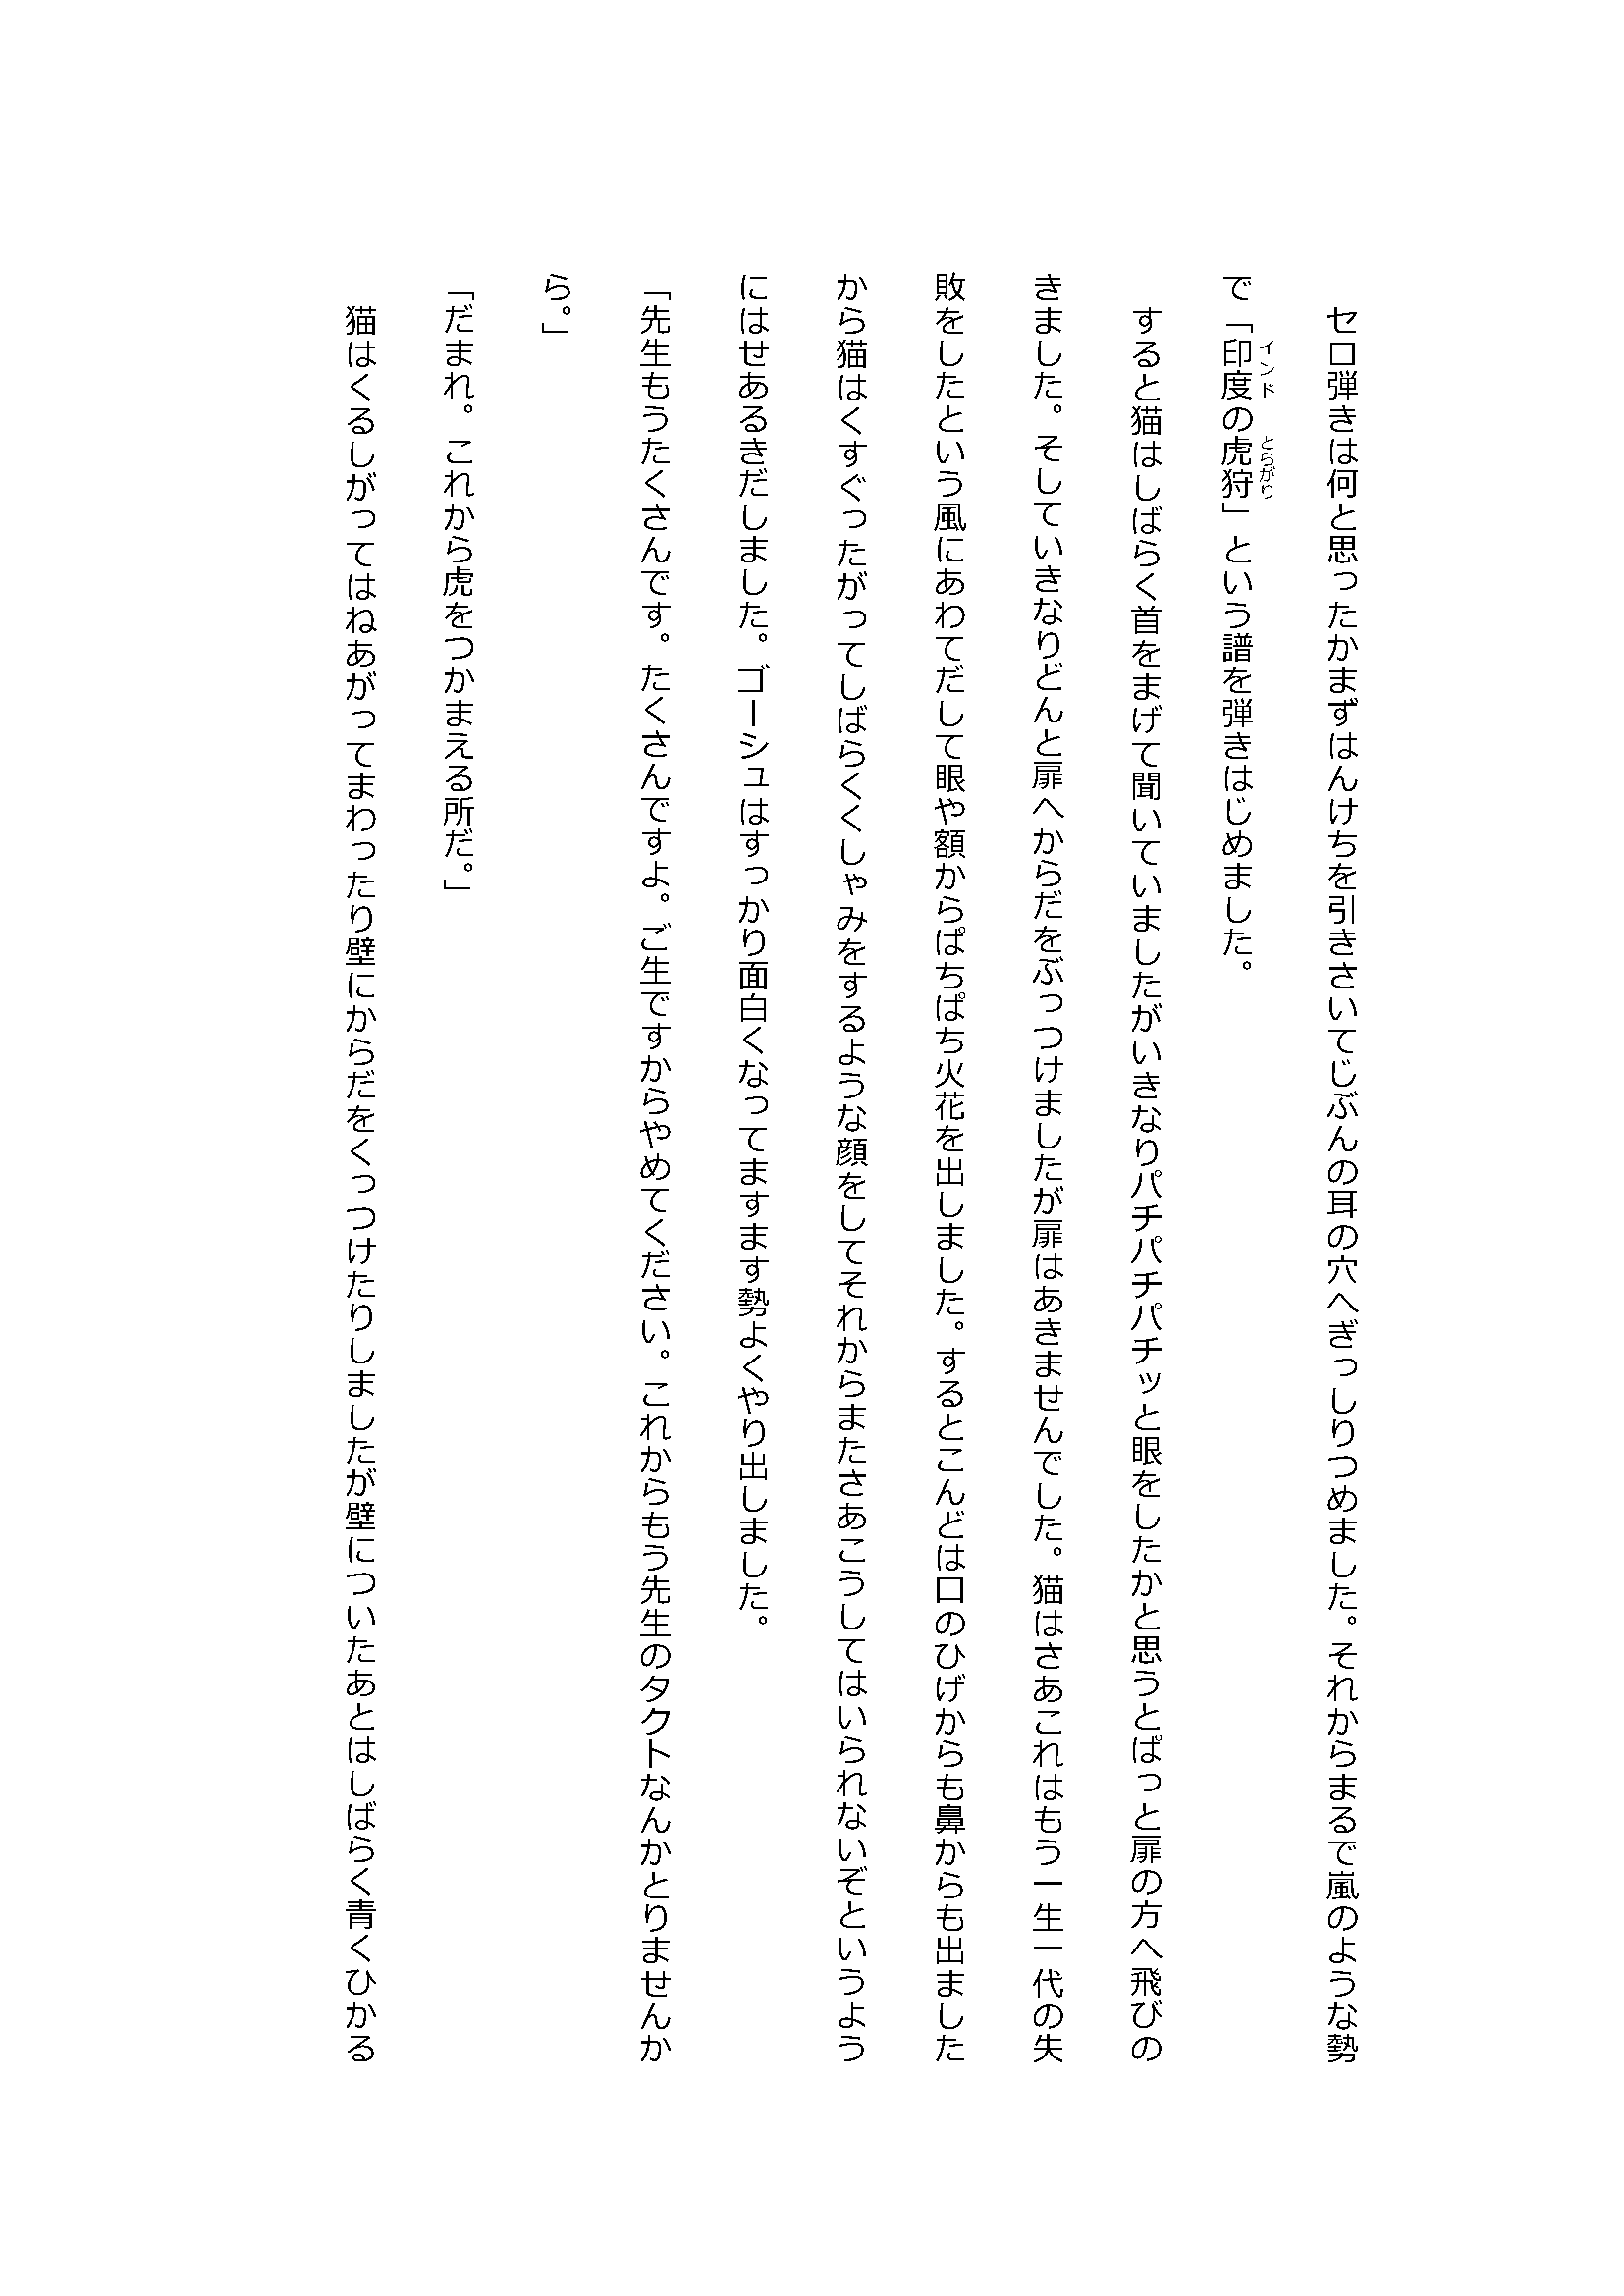 セロ弾きは何と思ったかまずはんけちを引きさいてじぶんの耳の穴へぎっしりつめました。それからまるで嵐のような勢
で「印度の虎狩」という譜を弾きはじめました。
インド
とらがり
　すると猫はしばらく首をまげて聞いていましたがいきなりパチパチパチッと眼をしたかと思うとぱっと扉の方へ飛びの
きました。そしていきなりどんと扉へからだをぶっつけましたが扉はあきませんでした。猫はさあこれはもう一生一代の失
敗をしたという風にあわてだして眼や額からぱちぱち火花を出しました。するとこんどは口のひげからも鼻からも出ました
から猫はくすぐったがってしばらくくしゃみをするような顔をしてそれからまたさあこうしてはいられないぞというよう
にはせあるきだしました。ゴーシュはすっかり面白くなってますます勢よくやり出しました。
「先生もうたくさんです。たくさんですよ。ご生ですからやめてください。これからもう先生のタクトなんかとりませんか
ら。」
「だまれ。これから虎をつかまえる所だ。」
　猫はくるしがってはねあがってまわったり壁にからだをくっつけたりしましたが壁についたあとはしばらく青くひかる